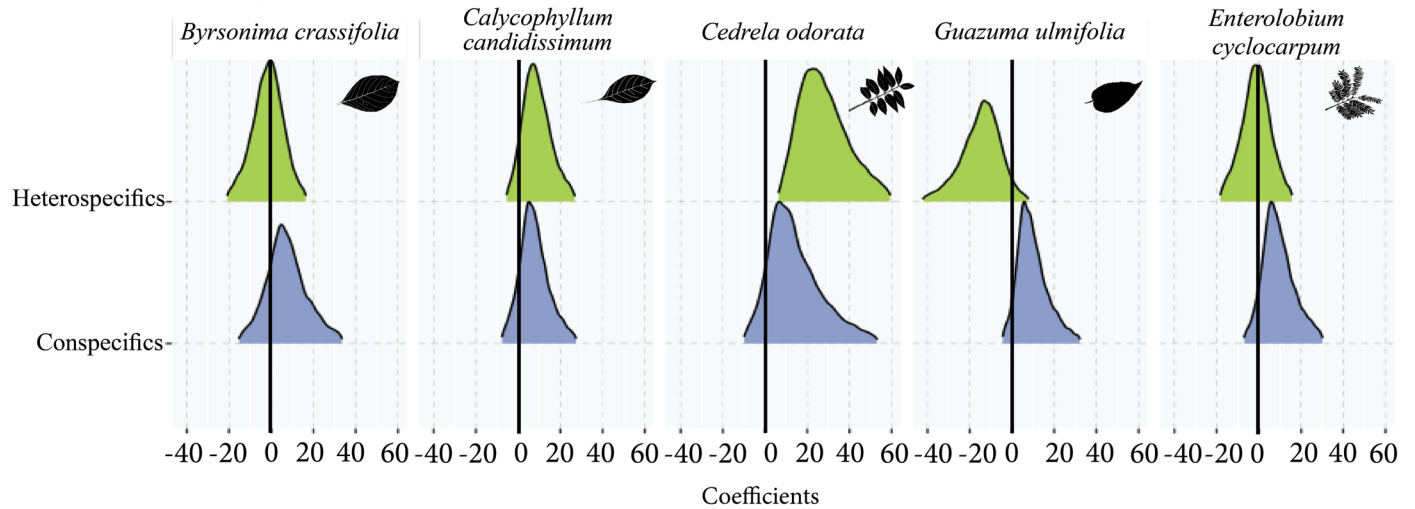 Byrsonima crassifolia
Calycophyllum
candidissimum
Cedrela odorata
Guazuma ulmifolia
Enterolobium
cyclocarpum
Heterospecifics
Conspecifics
-40 -20 0 20 40 60 -40 -20 0 20 40 60 -40 -20 0 20 40 60 -40 -20 0 20 40 60 -40 -20 0 20 40 60
Coefficients